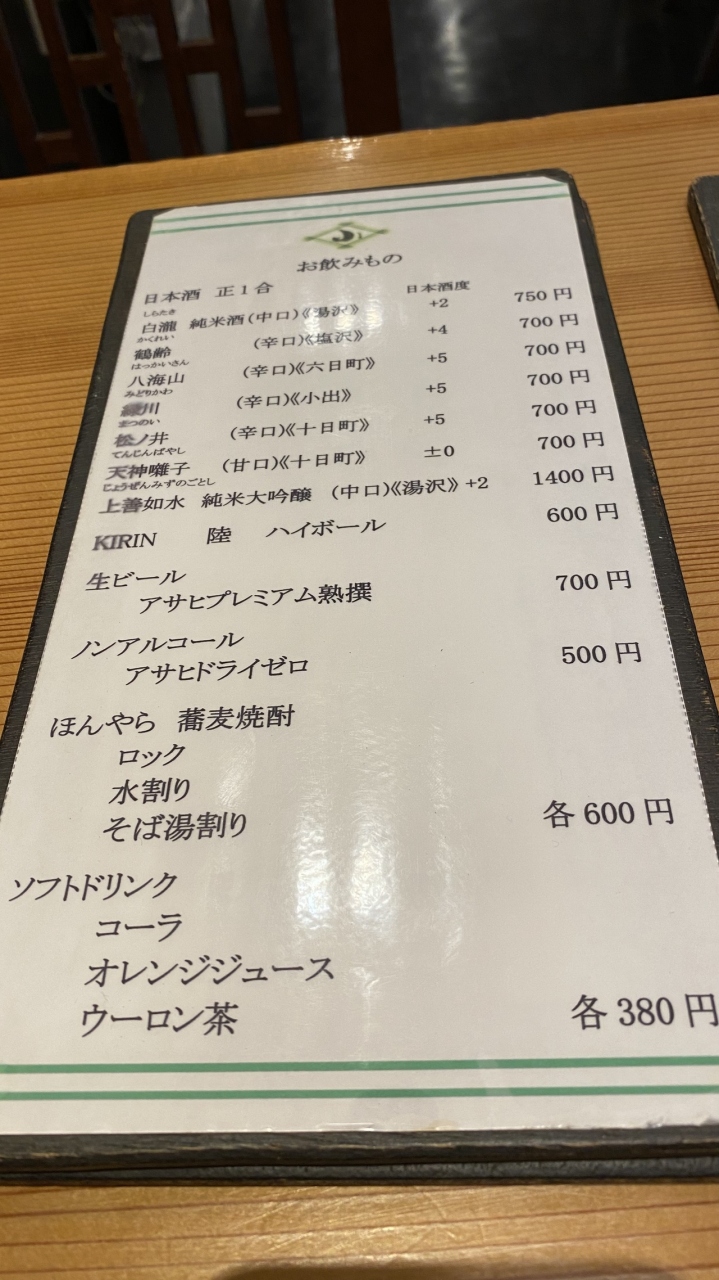 お飲みもの
日本酒 正1合 日本酒度
しらたき
白瀧 純米酒(中口)《湯沢》 +2 750円
かくれい
鶴齢 (辛口)《塩沢》 +4 700円
はっかいさん
八海山 (辛口)《六日町》 +5 700円
みどりかわ
緑川 (辛口)《小出》 +5 700円
まつのい
松ノ井 (辛口)《十日町》 +5 700円
てんじんばやし
天神囃子 (甘口)《十日町》 ±0 700円
じょうぜんみずのごとし
上善如水 純米大吟醸 (中口)《湯沢》 +2 1400円
KIRIN 陸 ハイボール 600円
生ビール
アサヒプレミアム熟撰 700円
ノンアルコール
アサヒドライゼロ 500円
ほんやら 蕎麦焼酎
ロック
水割り
そば湯割り 各600円
ソフトドリンク
コーラ
オレンジジュース
ウーロン茶 各380円